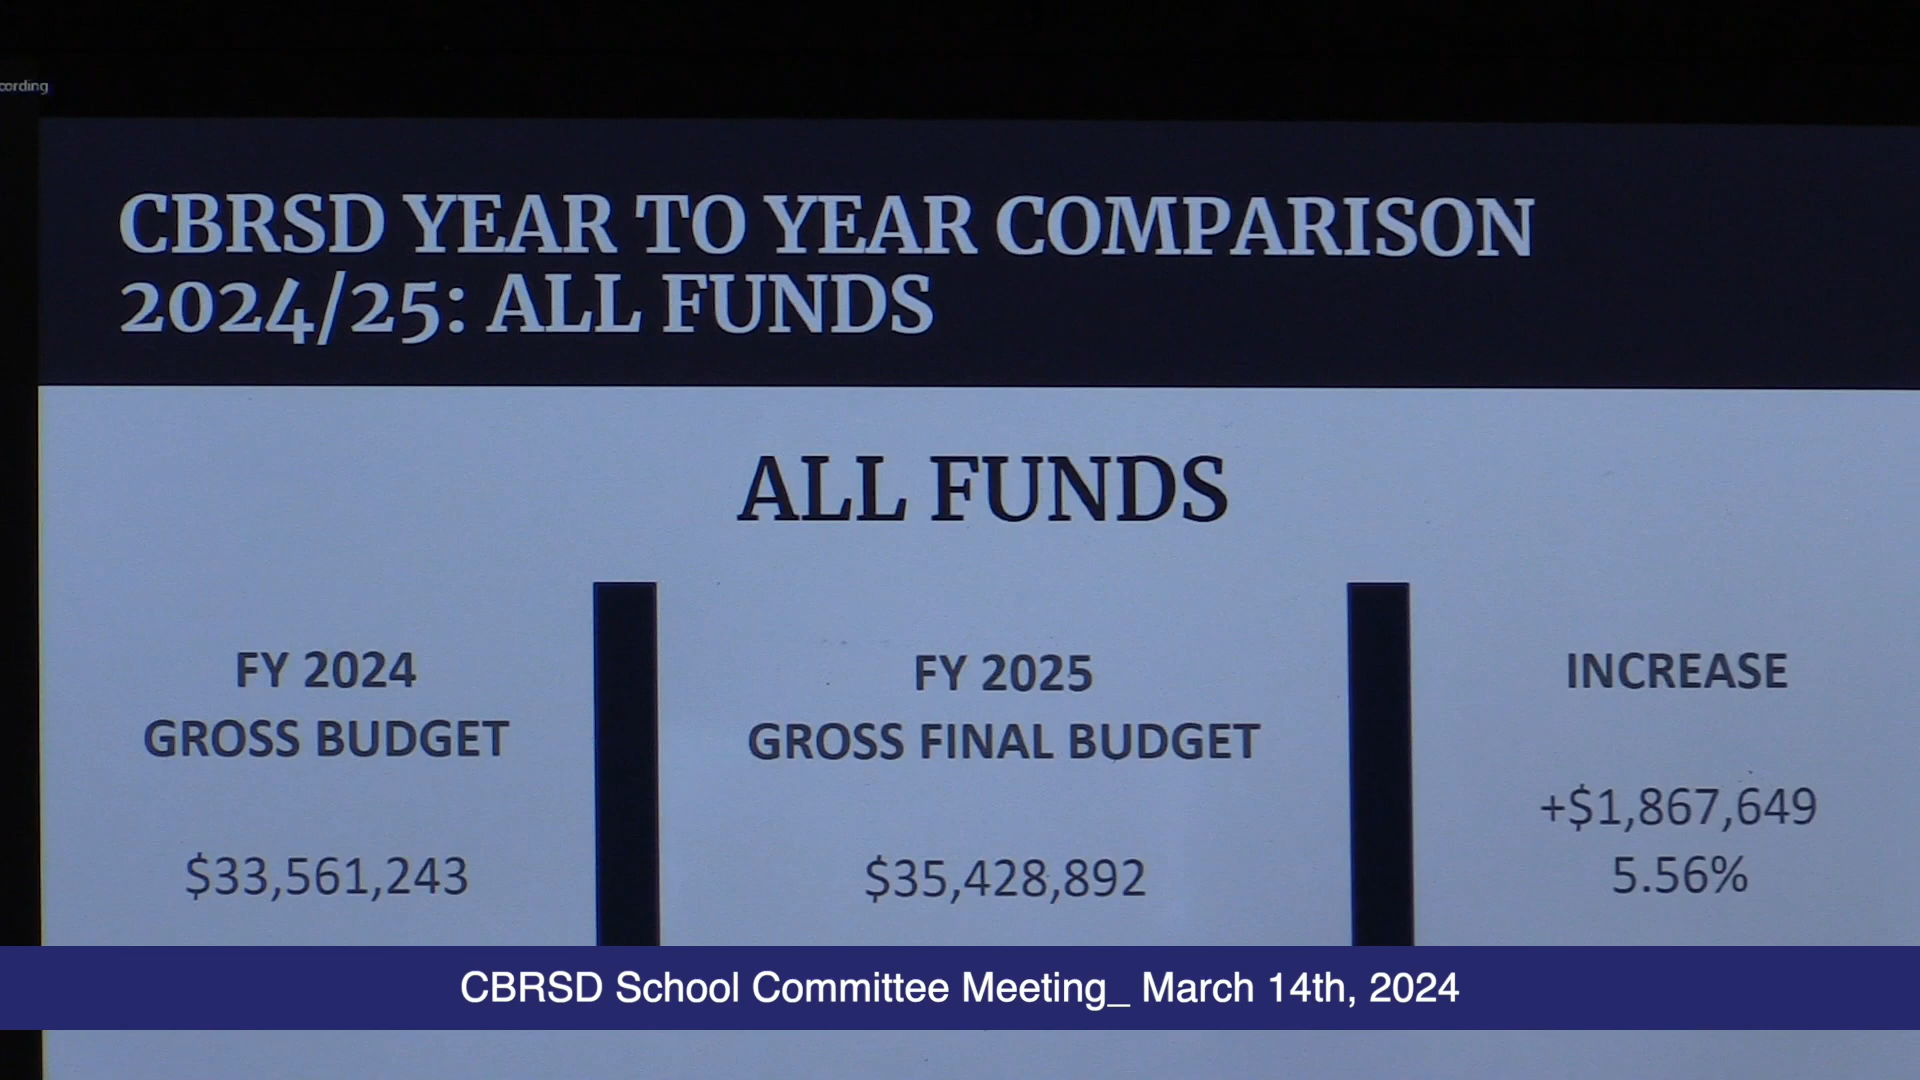 cording
CBRSD YEAR TO YEAR COMPARISON
2024/25: ALL FUNDS
ALL FUNDS
FY 2024
GROSS BUDGET
$33,561,243
FY 2025
GROSS FINAL BUDGET
$35,428,892
INCREASE
+$1,867,649
5.56%
CBRSD School Committee Meeting_ March 14th, 2024